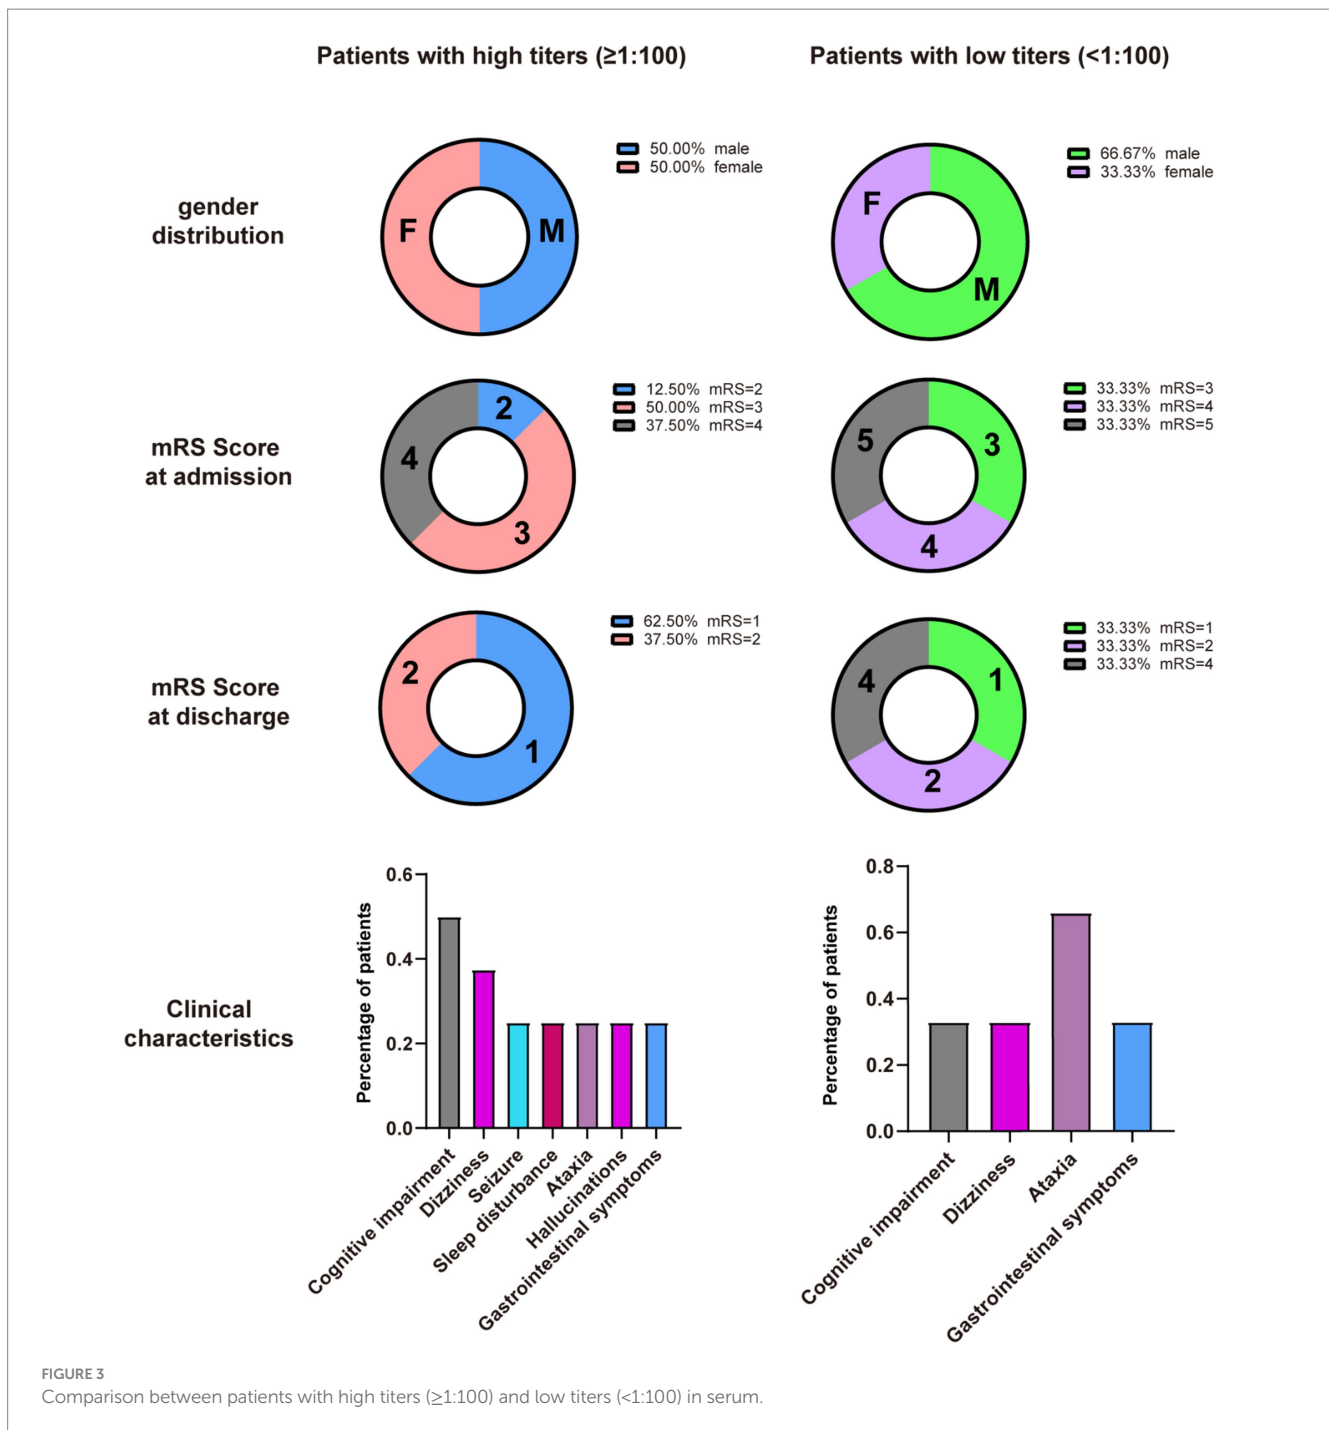 Patients with high titers (≥1:100)
Patients with low titers (<1:100)
gender
distribution
F
M
50.00% male
50.00% female
F
M
66.67% male
33.33% female
mRS Score
at admission
2
4
3
12.50% mRS=2
50.00% mRS=3
37.50% mRS=4
5
3
4
33.33% mRS=3
33.33% mRS=4
33.33% mRS=5
mRS Score
at discharge
2
1
62.50% mRS=1
37.50% mRS=2
4
1
2
33.33% mRS=1
33.33% mRS=2
33.33% mRS=4
Clinical
characteristics
Percentage of patients
0.6
0.4
0.2
0.0
Cognitive impairment
Dizziness
Seizure
Sleep disturbance
Ataxia
Hallucinations
Gastrointestinal symptoms
Percentage of patients
0.8
0.6
0.4
0.2
0.0
Cognitive impairment
Dizziness
Ataxia
Gastrointestinal symptoms
FIGURE 3
Comparison between patients with high titers (≥1:100) and low titers (<1:100) in serum.